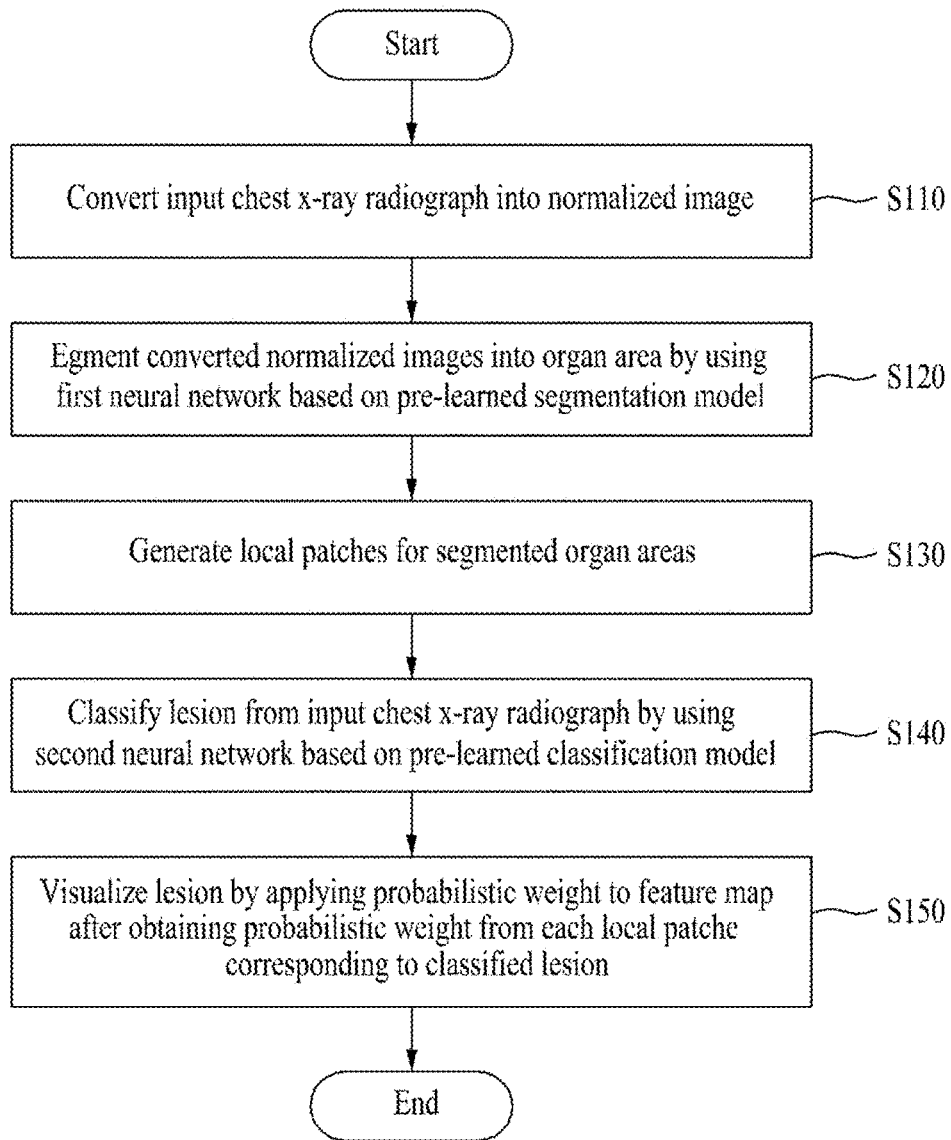 Start
Convert input chest x-ray radiograph into normalized image
S110
Egment converted normalized images into organ area by using
first neural network based on pre-learned segmentation model
S120
Generate local patches for segmented organ areas
S130
Classify lesion from input chest x-ray radiograph by using
second neural network based on pre-learned classification model
S140
Visualize lesion by applying probabilistic weight to feature map
after obtaining probabilistic weight from each local patche
corresponding to classified lesion
S150
End